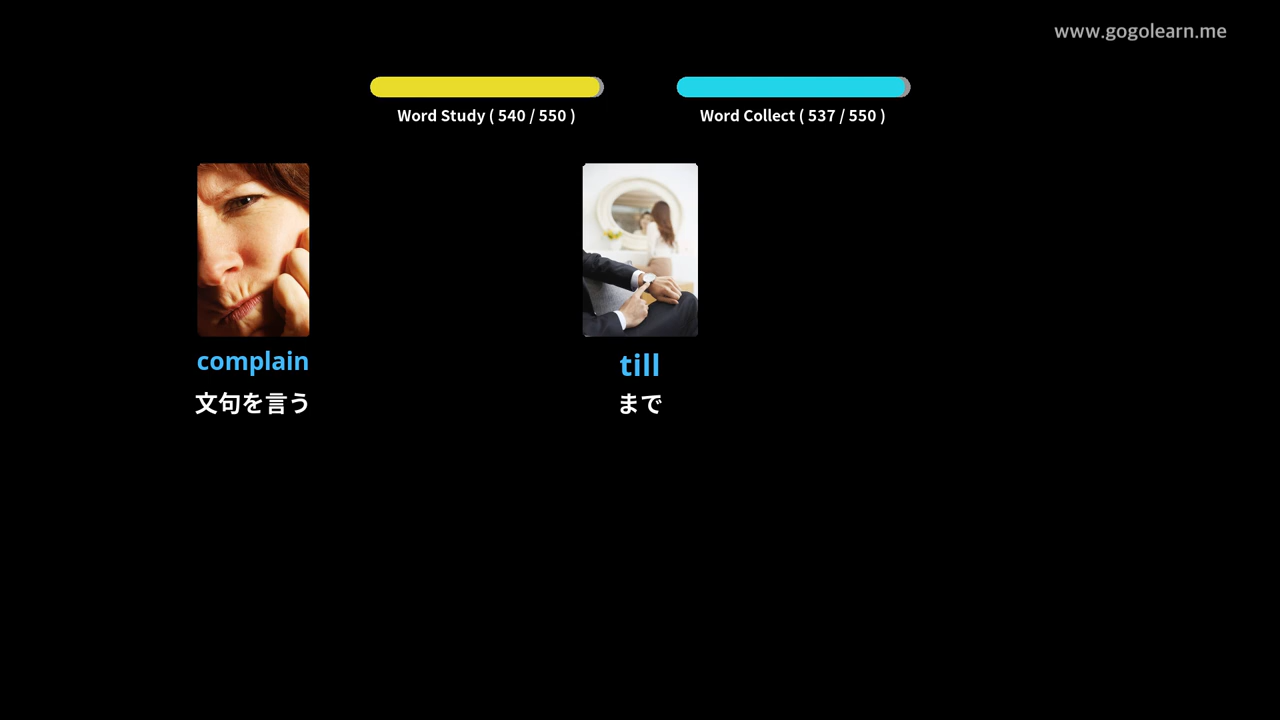 www.gogolearn.me
Word Study ( 540 / 550 )
Word Collect ( 537 / 550 )
complain
文句を言う
till
まで